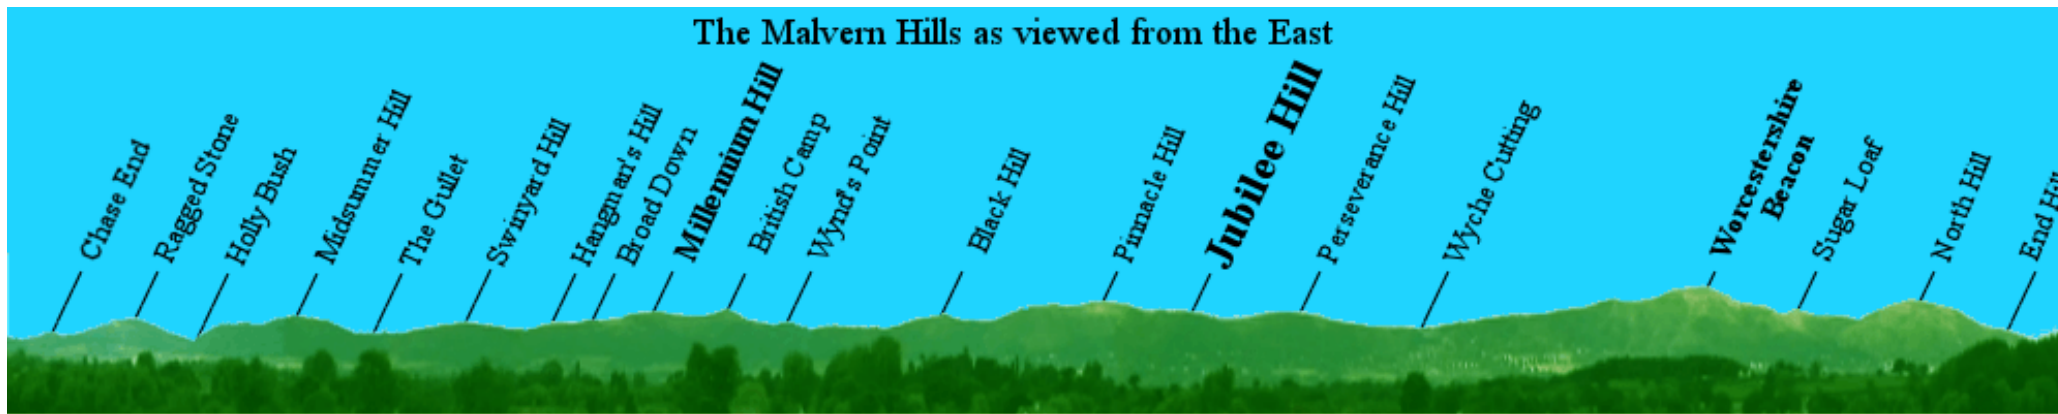 The Malvern Hills as viewed from the East
Chase End
Ragged Stone
Holly Bush
Midsummer Hill
The Gullet
Swinyard Hill
Hangman's Hill
Broad Down
Millennium Hill
British Camp
Wynd's Point
Black Hill
Pinnacle Hill
Jubilee Hill
Perseverance Hill
Wyche Cutting
Worcestershire
Beacon
Sugar Loaf
North Hill
End Hill